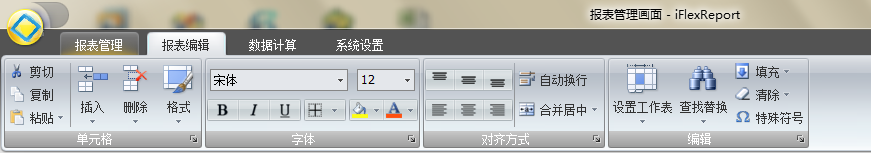 报表管理画面 - iFlexReport
报表管理 报表编辑 数据计算 系统设置
剪切
复制
粘贴
插入 删除 格式
单元格
宋体 12
B I U A
字体
自动换行
合并居中
对齐方式
设置工作表 查找替换
填充
清除
特殊符号
编辑